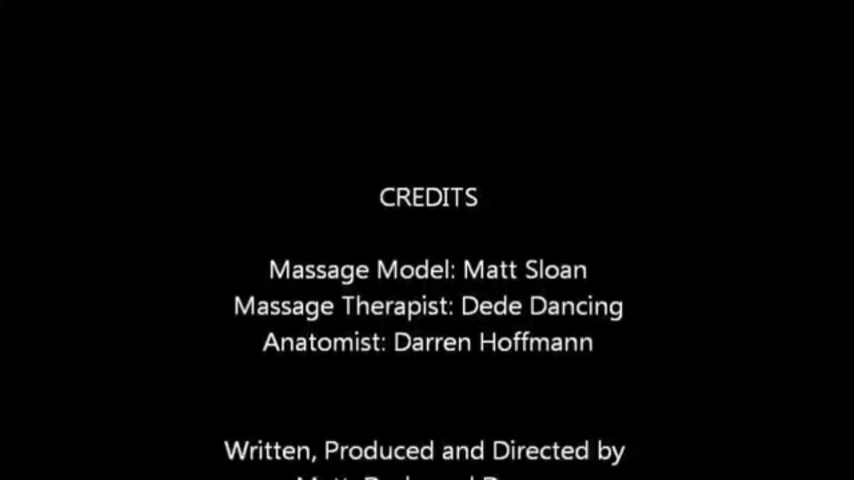 CREDITS
Massage Model: Matt Sloan
Massage Therapist: Dede Dancing
Anatomist: Darren Hoffmann
Written, Produced and Directed by